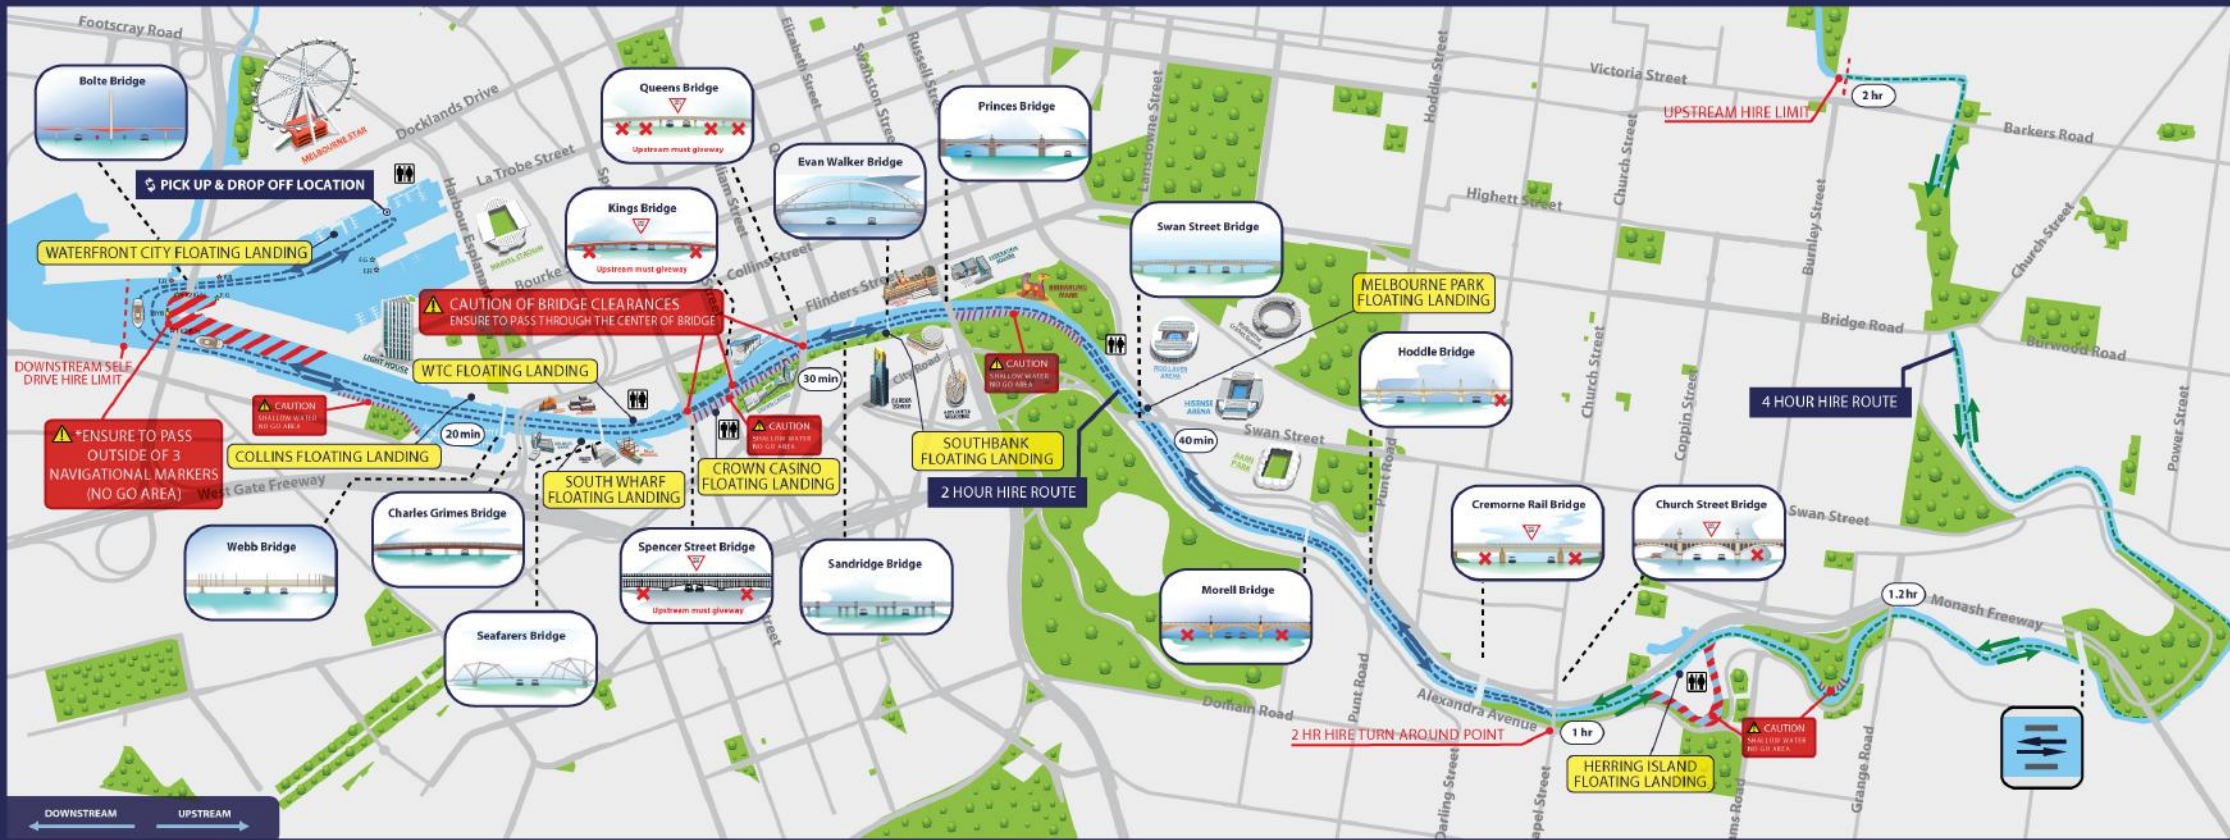 Footscray Road
Bolte Bridge
MELBOURNE STAR
Docklands Drive
La Trobe Street
Harbour Esplanade
PICK UP & DROP OFF LOCATION
WATERFRONT CITY FLOATING LANDING
Queens Bridge
Upstream must giveway
Kings Bridge
Upstream must giveway
Evan Walker Bridge
Princes Bridge
Elizabeth Street
Swanston Street
Russell Street
Collins Street
Flinders Street
Bourke
Lansdowne Street
Hoddle Street
Victoria Street
UPSTREAM HIRE LIMIT
2 hr
Barkers Road
Highett Street
Church Street
Burnley Street
Church Street
Swan Street Bridge
MELBOURNE PARK
FLOATING LANDING
Hoddle Bridge
Bridge Road
Burwood Road
CAUTION OF BRIDGE CLEARANCES
ENSURE TO PASS THROUGH THE CENTER OF BRIDGE
DOWNSTREAM SELF
DRIVE HIRE LIMIT
LIGHT HOUSE
WTC FLOATING LANDING
30 min
City Road
CAUTION
SHALLOW WATER
NO GO AREA
HISENSE
ARENA
AAMI
PARK
Church Street
Coppin Street
4 HOUR HIRE ROUTE
Power Street
*ENSURE TO PASS
OUTSIDE OF 3
NAVIGATIONAL MARKERS
(NO GO AREA)
CAUTION
SHALLOW WATER
NO GO AREA
COLLINS FLOATING LANDING
20 min
CAUTION
SHALLOW WATER
NO GO AREA
SOUTHBANK
FLOATING LANDING
40 min
Swan Street
Punt Road
West Gate Freeway
SOUTH WHARF
FLOATING LANDING
CROWN CASINO
FLOATING LANDING
2 HOUR HIRE ROUTE
Webb Bridge
Charles Grimes Bridge
Spencer Street Bridge
Upstream must giveway
Sandridge Bridge
Cremorne Rail Bridge
Church Street Bridge
Swan Street
Morell Bridge
Seafarers Bridge
1.2 hr
Monash Freeway
Domain Road
Punt Road
Alexandra Avenue
2 HR HIRE TURN AROUND POINT
1 hr
CAUTION
SHALLOW WATER
NO GO AREA
HERRING ISLAND
FLOATING LANDING
Darling Street
Grange Road
DOWNSTREAM
UPSTREAM